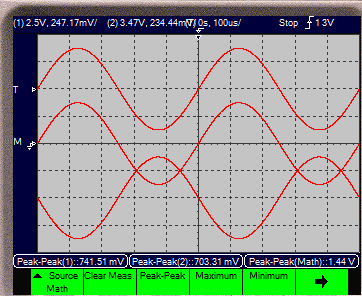 (1) 2.5V, 247.17mV/ (2) 3.47V, 234.44mV/ 0s, 100us/ Stop 1.3V
T
M
Peak-Peak(1)::741.51 mV Peak-Peak(2)::703.31 mV Peak-Peak(Math)::1.44 V
Source Clear Meas Peak-Peak Maximum Minimum
Math